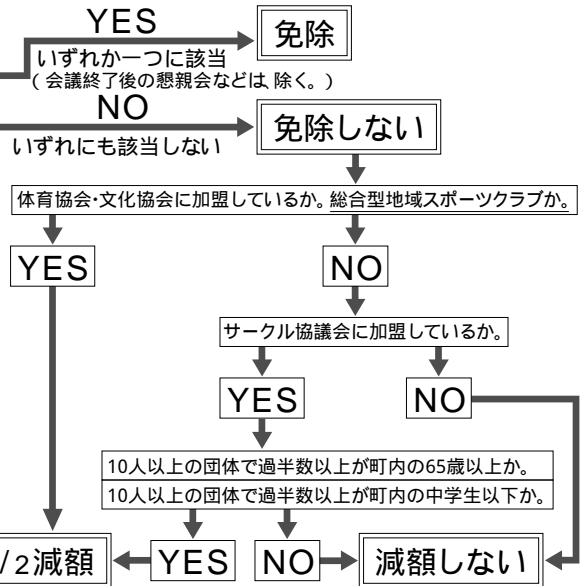 YES
免除
いずれか一つに該当
(会議終了後の懇親会などは、除く。)
NO
免除しない
いずれにも該当しない
体育協会・文化協会に加盟しているか。総合型地域スポーツクラブか。
YES
NO
サークル協議会に加盟しているか。
YES
NO
10人以上の団体で過半数以上が町内の65歳以上か。
10人以上の団体で過半数以上が町内の中学生以下か。
/2減額
YES
NO
減額しない